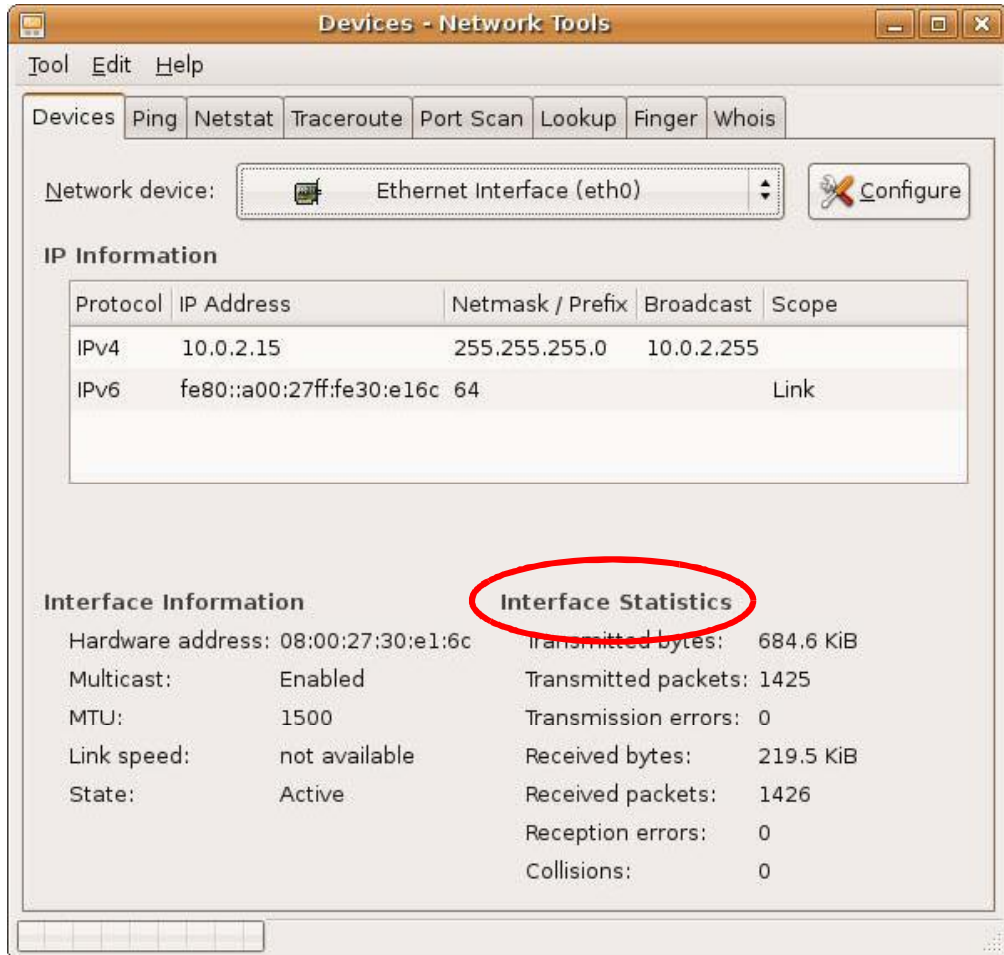 Devices - Network Tools
Tool Edit Help
Devices Ping Netstat Traceroute Port Scan Lookup Finger Whois
Network device: Ethernet Interface (eth0) Configure
IP Information
Protocol IP Address Netmask / Prefix Broadcast Scope
IPv4 10.0.2.15 255.255.255.0 10.0.2.255
IPv6 fe80::a00:27ff:fe30:e16c 64 Link
Interface Information
Hardware address: 08:00:27:30:e1:6c
Multicast: Enabled
MTU: 1500
Link speed: not available
State: Active
Interface Statistics
Transmitted bytes: 684.6 KiB
Transmitted packets: 1425
Transmission errors: 0
Received bytes: 219.5 KiB
Received packets: 1426
Reception errors: 0
Collisions: 0